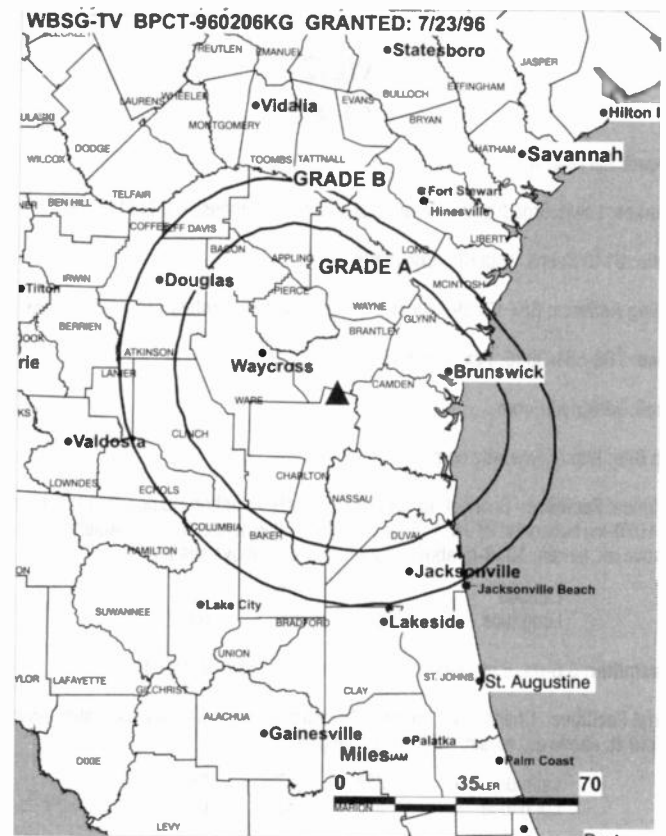 WBSG-TV BPCT-960206KG GRANTED: 7/23/96
TREUTLEN
EMANUEL
Statesboro
JASPER
LAURENS
WHEELER
Vidalia
EVANS
BULLOCH
EFFINGHAM
BRYAN
Hilton
MONTGOMERY
DODGE
WILCOX
TOOMBS
TATTNALL
CHATHAM
Savannah
TELFAIR
GRADE B
Fort Stewart
Hinesville
BEN HILL
COFFEE
JEFF DAVIS
BACON
APPLING
LONG
LIBERTY
IRWIN
Tifton
Douglas
GRADE A
PIERCE
MCINTOSH
WAYNE
GLYNN
BERRIEN
BRANTLEY
ATKINSON
LANIER
Waycross
Brunswick
CAMDEN
WARE
Valdosta
CLINCH
LOWNDES
ECHOLS
CHARLTON
NASSAU
COLUMBIA
BAKER
DUVAL
HAMILTON
Jacksonville
Jacksonville Beach
SUWANNEE
Lake City
Lakeside
BRADFORD
UNION
LAFAYETTE
GILCHRIST
CLAY
ST. JOHNS
St. Augustine
ALACHUA
Gainesville
Palatka
Miles
DIXIE
Palm Coast
0 35 70
MARION
LEVY